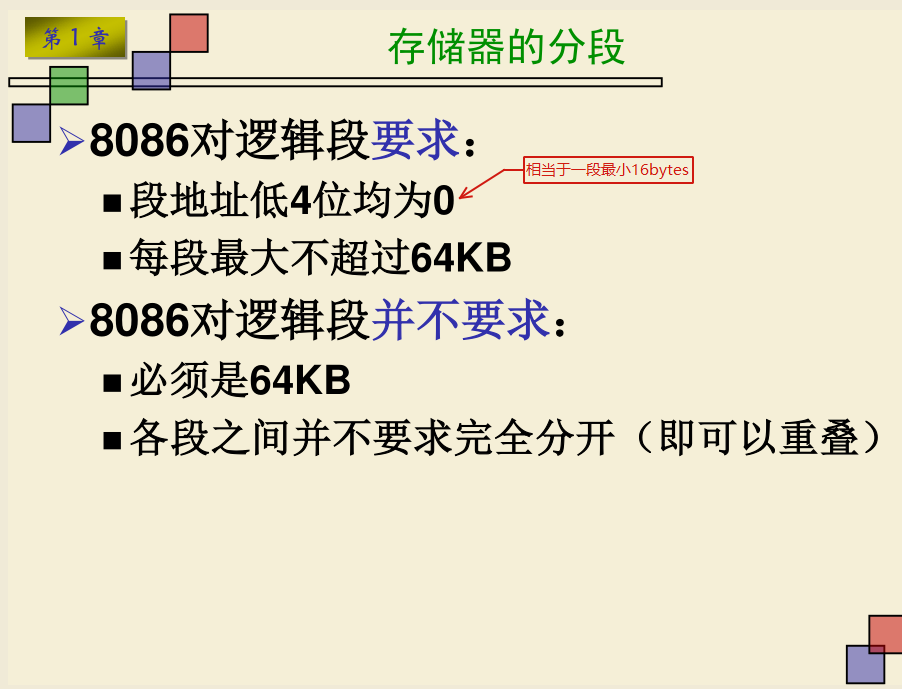 第1章
存储器的分段
8086对逻辑段要求：
相当于一段最小16bytes
段地址低4位均为0
每段最大不超过64KB
8086对逻辑段并不要求：
必须是64KB
各段之间并不要求完全分开（即可以重叠）